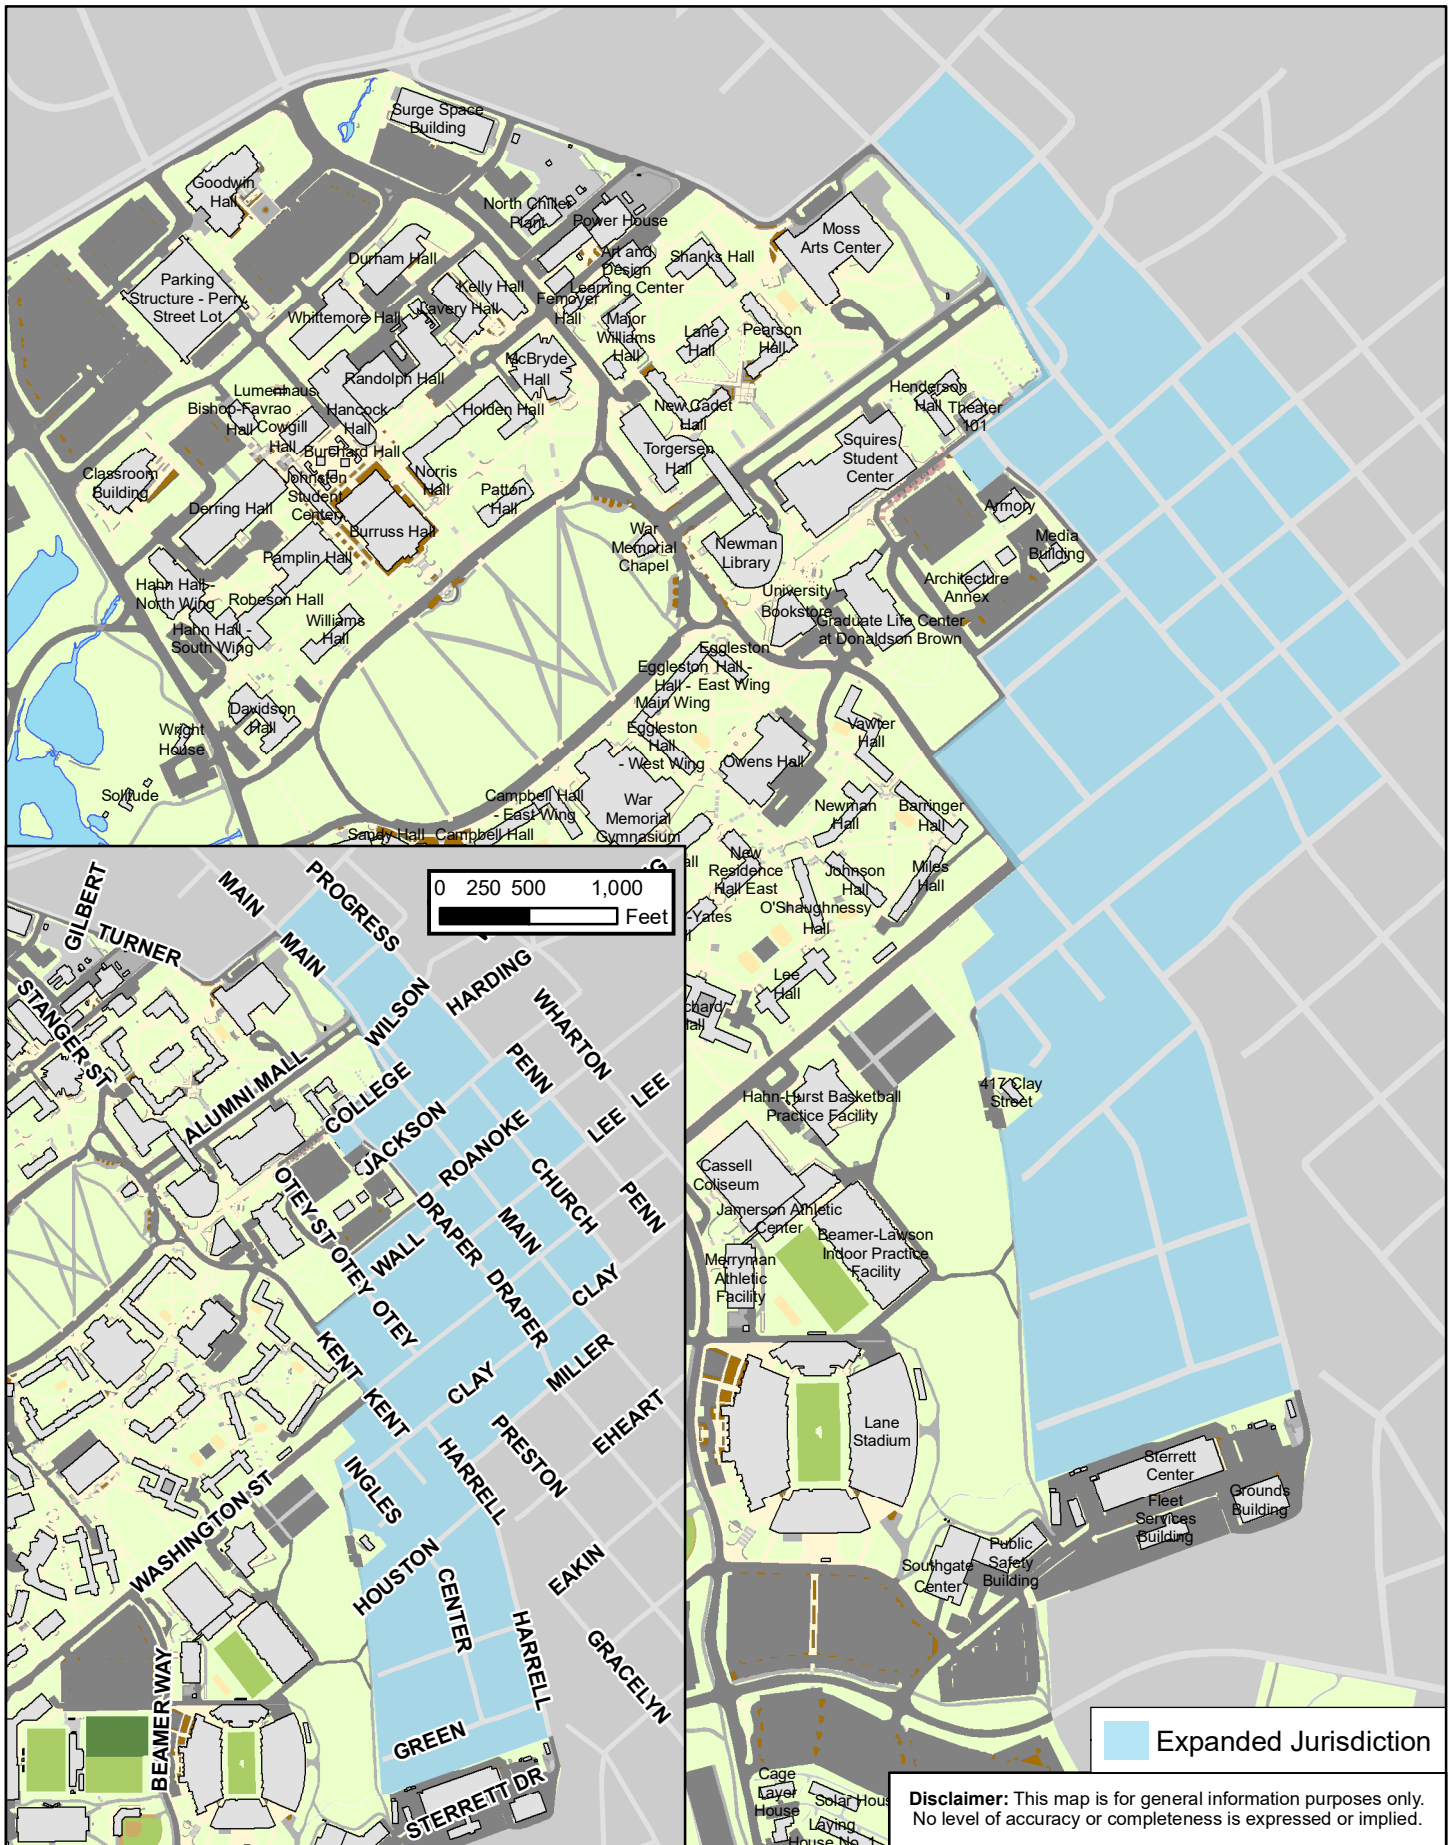 Surge Space
Building
Goodwin
Hall
North Chiller
Plant
Power House
Moss
Arts Center
Durham Hall
Art and
Design
Learning Center
Shanks Hall
Parking
Structure - Perry
Street Lot
Kelly Hall
Lavery Hall
Femoyer
Hall
Whittemore Hall
Major
Williams
Hall
Lane
Hall
Pearson
Hall
McBryde
Hall
Randolph Hall
Lumenhaus
Bishop-Favrao
Hall
Cowgill
Hall
Hancock
Hall
Holden Hall
New Cadet
Hall
Henderson
Hall
Theater
101
Burchard Hall
Torgersen
Hall
Squires
Student
Center
Classroom
Building
Johnston
Student
Center
Norris
Hall
Patton
Hall
Derring Hall
Armory
Burruss Hall
War
Memorial
Chapel
Newman
Library
Media
Building
Pamplin Hall
Hahn Hall -
North Wing
Architecture
Annex
Robeson Hall
University
Bookstore
Williams
Hall
Graduate Life Center
at Donaldson Brown
Hahn Hall -
South Wing
Eggleston
Hall -
East Wing
Eggleston
Hall -
Main Wing
Davidson
Hall
Wright
House
Eggleston
Hall
- West Wing
Vawter
Hall
Owens Hall
Solitude
Campbell Hall
- East Wing
War
Memorial
Gymnasium
Newman
Hall
Barringer
Hall
Sandy Hall
Campbell Hall
all
New
Residence
Hall East
Johnson
Hall
Miles
Hall
O'Shaughnessy
Hall
-Yates
ll
Lee
Hall
chard
Hall
417 Clay
Street
Hahn-Hurst Basketball
Practice Facility
Cassell
Coliseum
Jamerson Athletic
Center
Beamer-Lawson
Indoor Practice
Facility
Merryman
Athletic
Facility
Lane
Stadium
Sterrett
Center
Grounds
Building
Fleet
Services
Building
Public
Safety
Building
Southgate
Center
Cage
Layer
House
Solar Hous
Laying
House No. 1
0 250 500 1,000
Feet
GILBERT
MAIN
PROGRESS
TURNER
MAIN
STANGER ST
WILSON
HARDING
WHARTON
ALUMNI MALL
COLLEGE
PENN
LEE
LEE
JACKSON
ROANOKE
OTEY ST
OTEY
DRAPER
CHURCH
PENN
MAIN
WALL
OTEY
DRAPER
DRAPER
CLAY
KENT
KENT
CLAY
MILLER
HARRELL
PRESTON
EHEART
INGLES
WASHINGTON ST
HOUSTON
CENTER
EAKIN
HARRELL
GRACELYN
BEAMER WAY
GREEN
STERRETT DR
Expanded Jurisdiction
Disclaimer: This map is for general information purposes only.
No level of accuracy or completeness is expressed or implied.